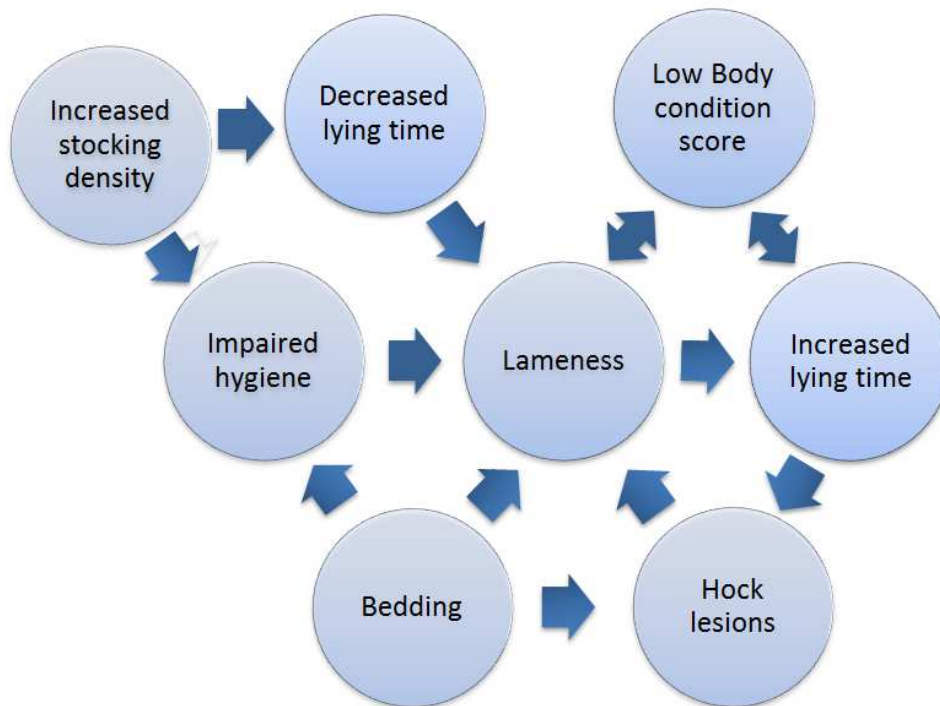 Increased
stocking
density
Decreased
lying time
Low Body
condition
score
Impaired
hygiene
Lameness
Increased
lying time
Bedding
Hock
lesions